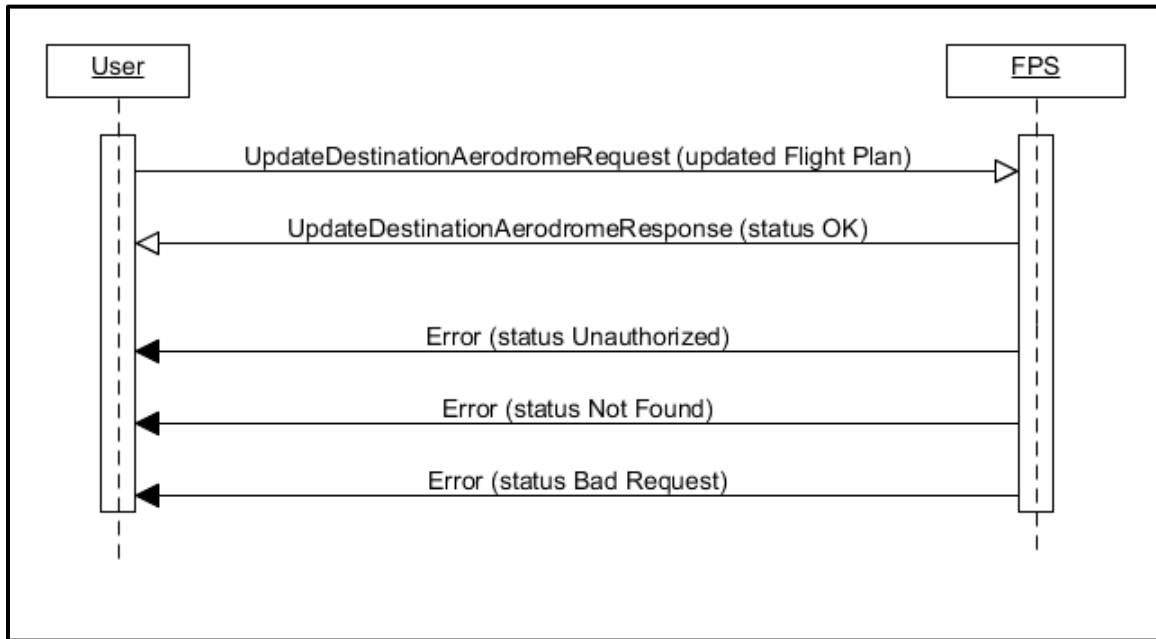 User
FPS
UpdateDestinationAerodromeRequest (updated Flight Plan)
UpdateDestinationAerodromeResponse (status OK)
Error (status Unauthorized)
Error (status Not Found)
Error (status Bad Request)